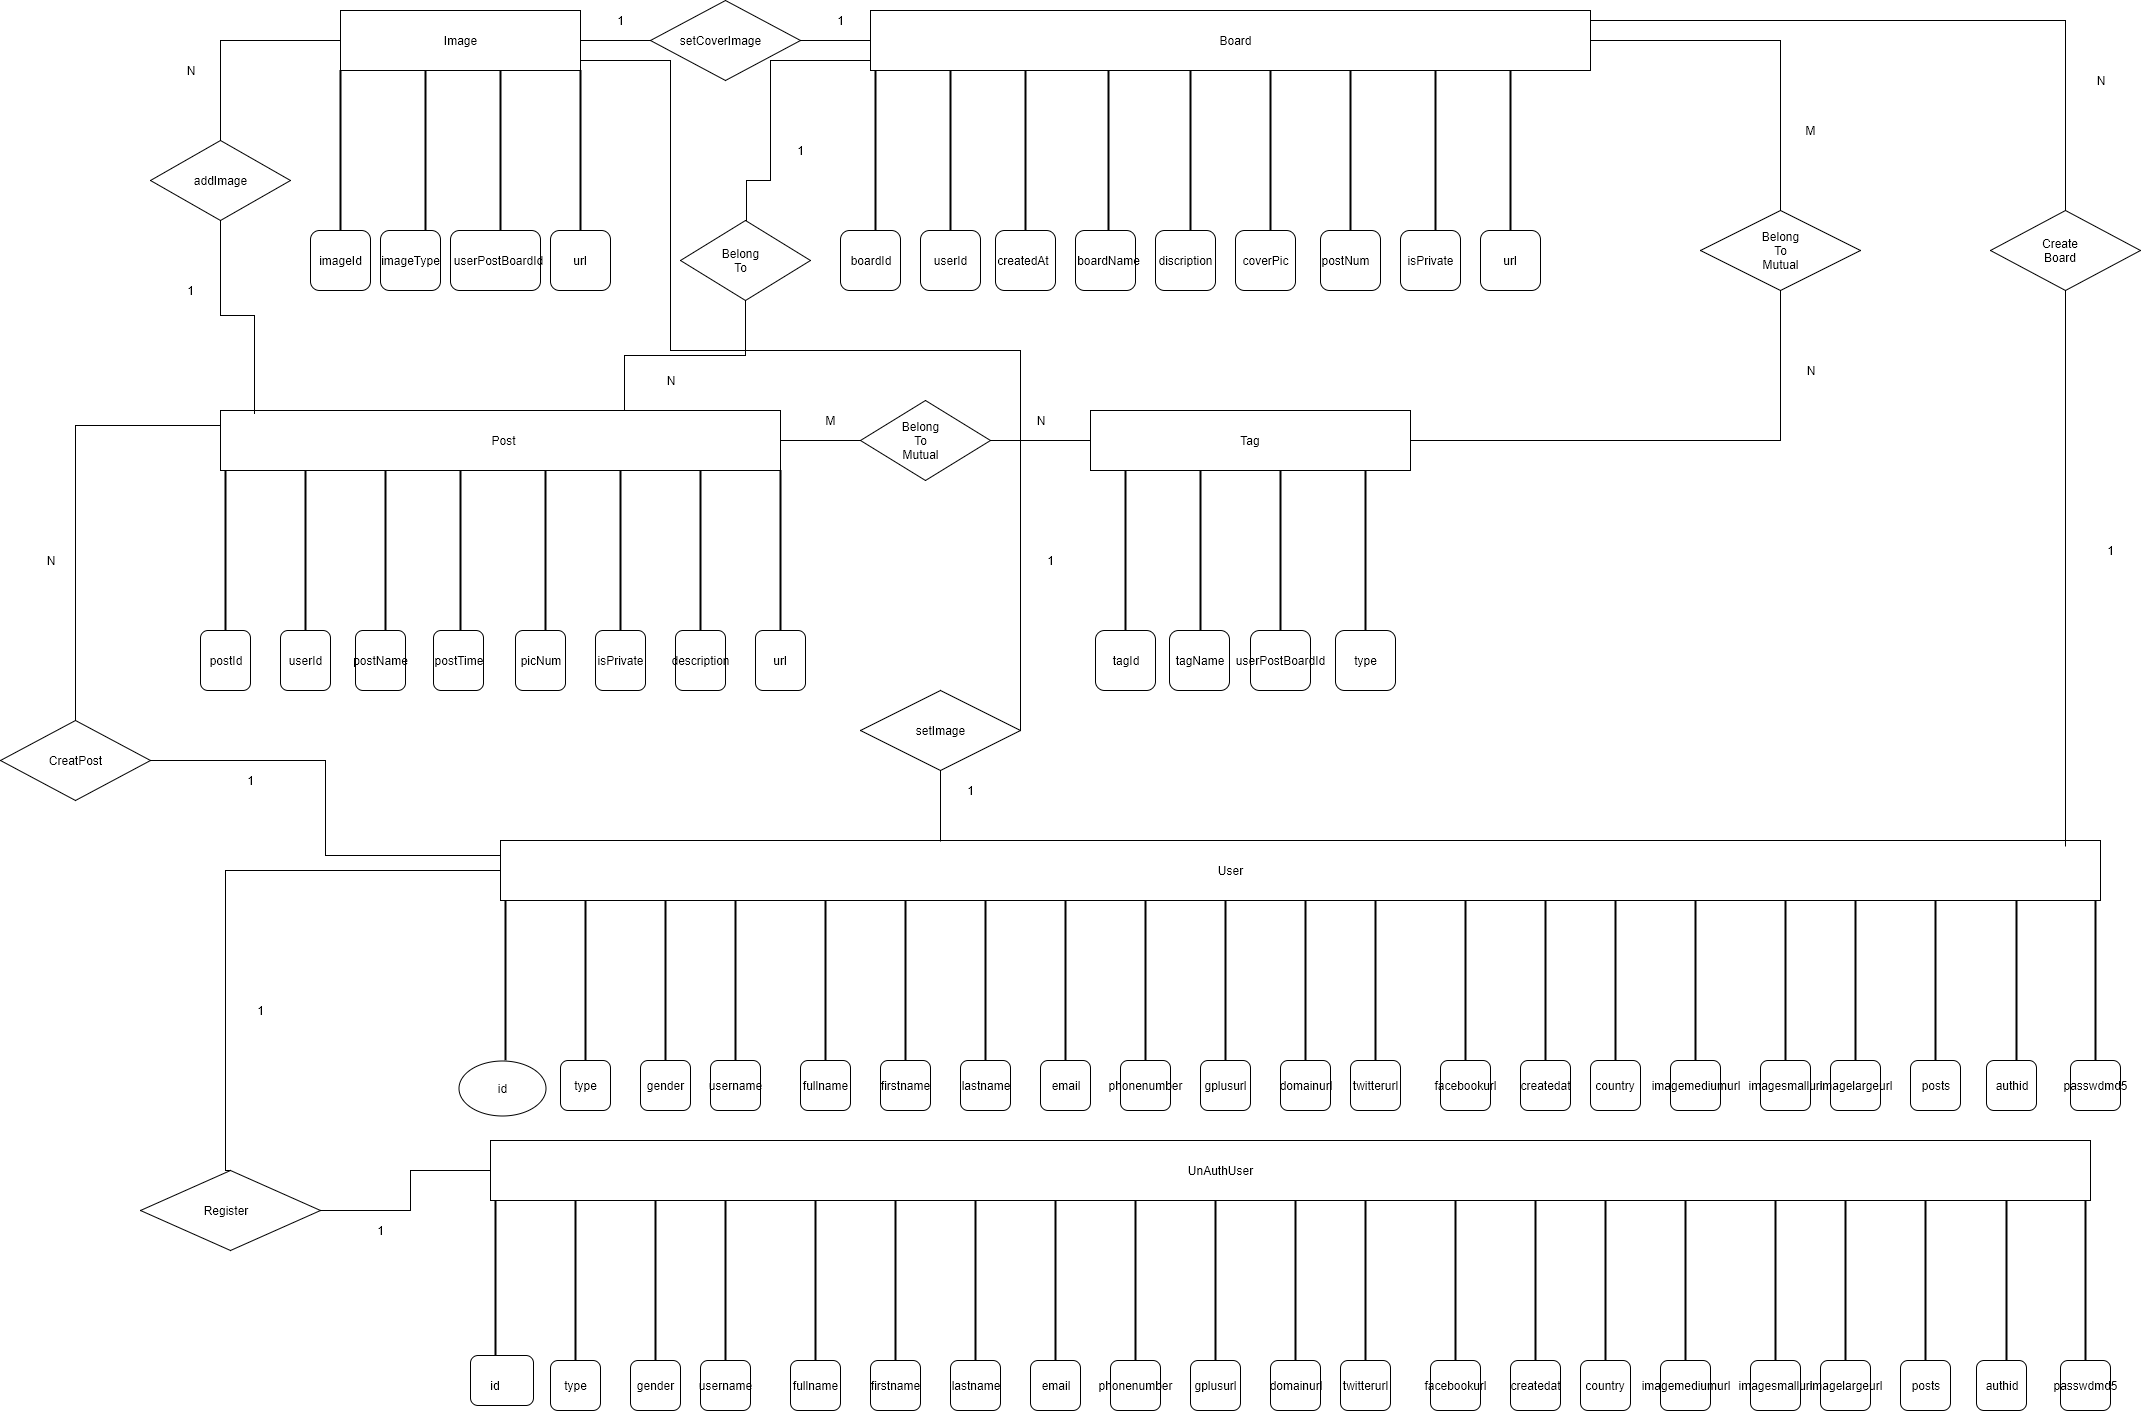 Image
1
setCoverImage
1
Board
N
N
M
1
addImage
Belong
To
Belong
To
Mutual
Create
Board
imageId
imageType
userPostBoardId
url
boardId
userId
createdAt
boardName
discription
coverPic
postNum
isPrivate
url
1
N
N
Post
M
Belong
To
Mutual
N
Tag
N
1
1
postId
userId
postName
postTime
picNum
isPrivate
description
url
tagId
tagName
userPostBoardId
type
setImage
CreatPost
1
1
User
1
id
type
gender
username
fullname
firstname
lastname
email
phonenumber
gplusurl
domainurl
twitterurl
facebookurl
createdat
country
imagemediumurl
imagesmallurl
imagelargeurl
posts
authid
passwdmd5
UnAuthUser
Register
1
id
type
gender
username
fullname
firstname
lastname
email
phonenumber
gplusurl
domainurl
twitterurl
facebookurl
createdat
country
imagemediumurl
imagesmallurl
imagelargeurl
posts
authid
passwdmd5